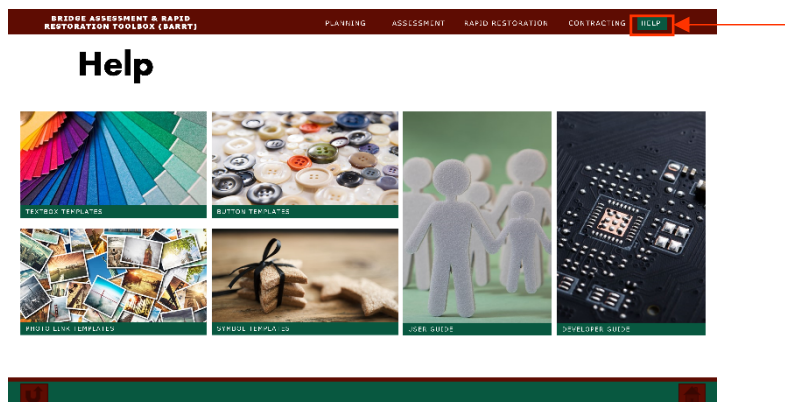 BRIDGE ASSESSMENT & RAPID
RESTORATION TOOLBOX (BARRT)
PLANNING ASSESSMENT RAPID RESTORATION CONTRACTING HELP
Help
TEXTBOX TEMPLATES
BUTTON TEMPLATES
PHOTO LINK TEMPLATES
SYMBOL TEMPLATES
USER GUIDE
DEVELOPER GUIDE